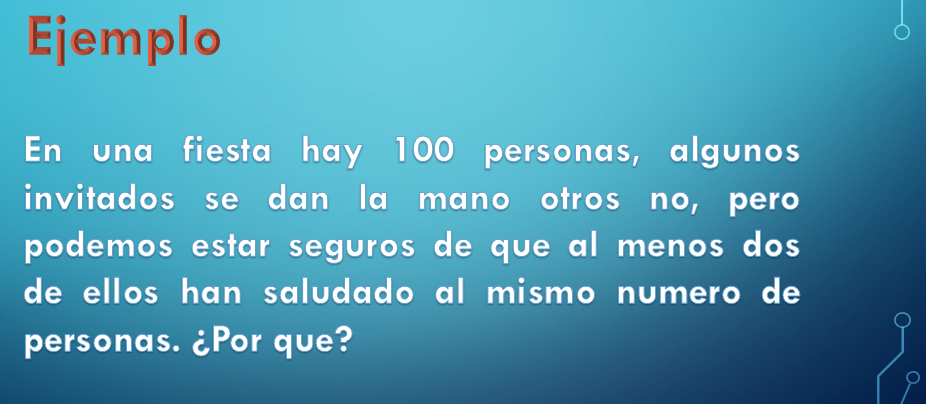 Ejemplo
En una fiesta hay 100 personas, algunos
invitados se dan la mano otros no, pero
podemos estar seguros de que al menos dos
de ellos han saludado al mismo numero de
personas. ¿Por que?